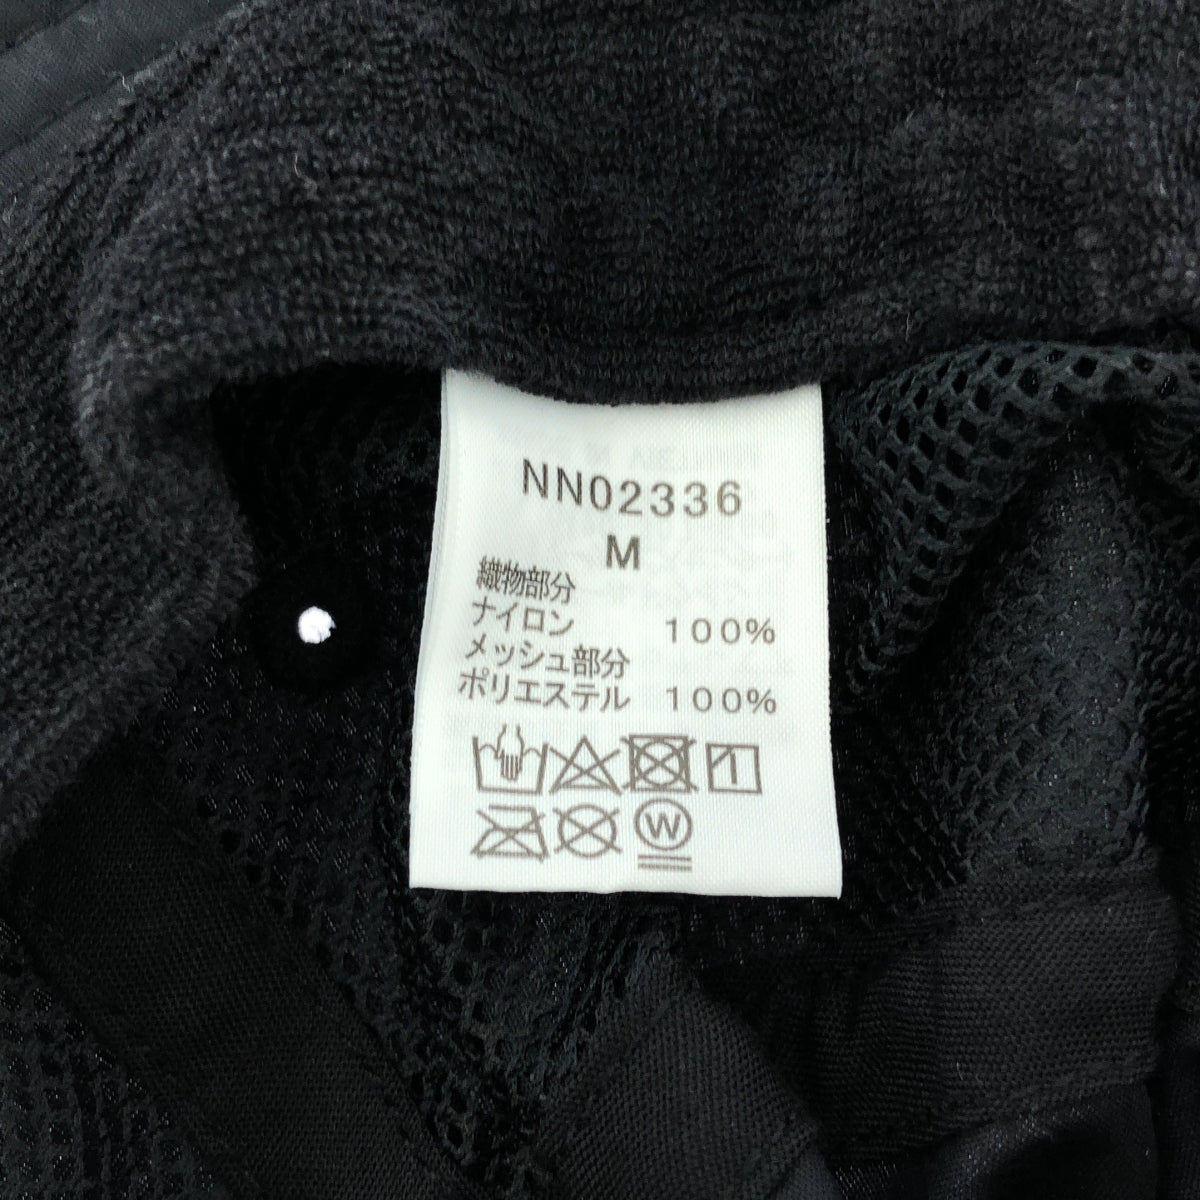 NN02336
M
織物部分
ナイロン 100%
メッシュ部分
ポリエステル 100%
W